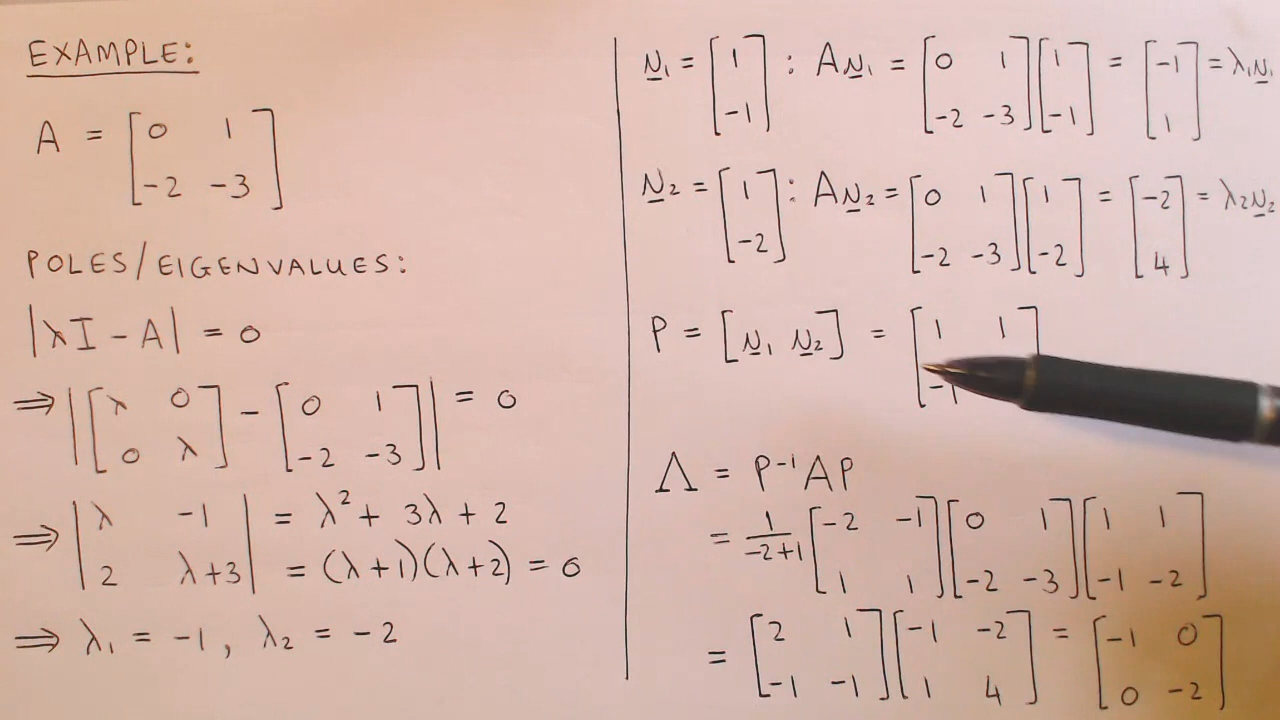 EXAMPLE:
A = [0 1; -2 -3]
POLES/EIGENVALUES:
|λI - A| = 0
⇒ |[λ 0; 0 λ] - [0 1; -2 -3]| = 0
⇒ |λ -1; 2 λ+3| = λ² + 3λ + 2
= (λ+1)(λ+2) = 0
⇒ λ₁ = -1, λ₂ = -2
v₁ = [1; -1] : Av₁ = [0 1; -2 -3][1; -1] = [-1; 1] = λ₁v₁
v₂ = [1; -2] : Av₂ = [0 1; -2 -3][1; -2] = [-2; 4] = λ₂v₂
P = [v₁ v₂] = [1 1; -1
Λ = P⁻¹AP
= 1/(-2+1) [-2 -1; 1 1][0 1; -2 -3][1 1; -1 -2]
= [2 1; -1 -1][-1 -2; 1 4] = [-1 0; 0 -2]